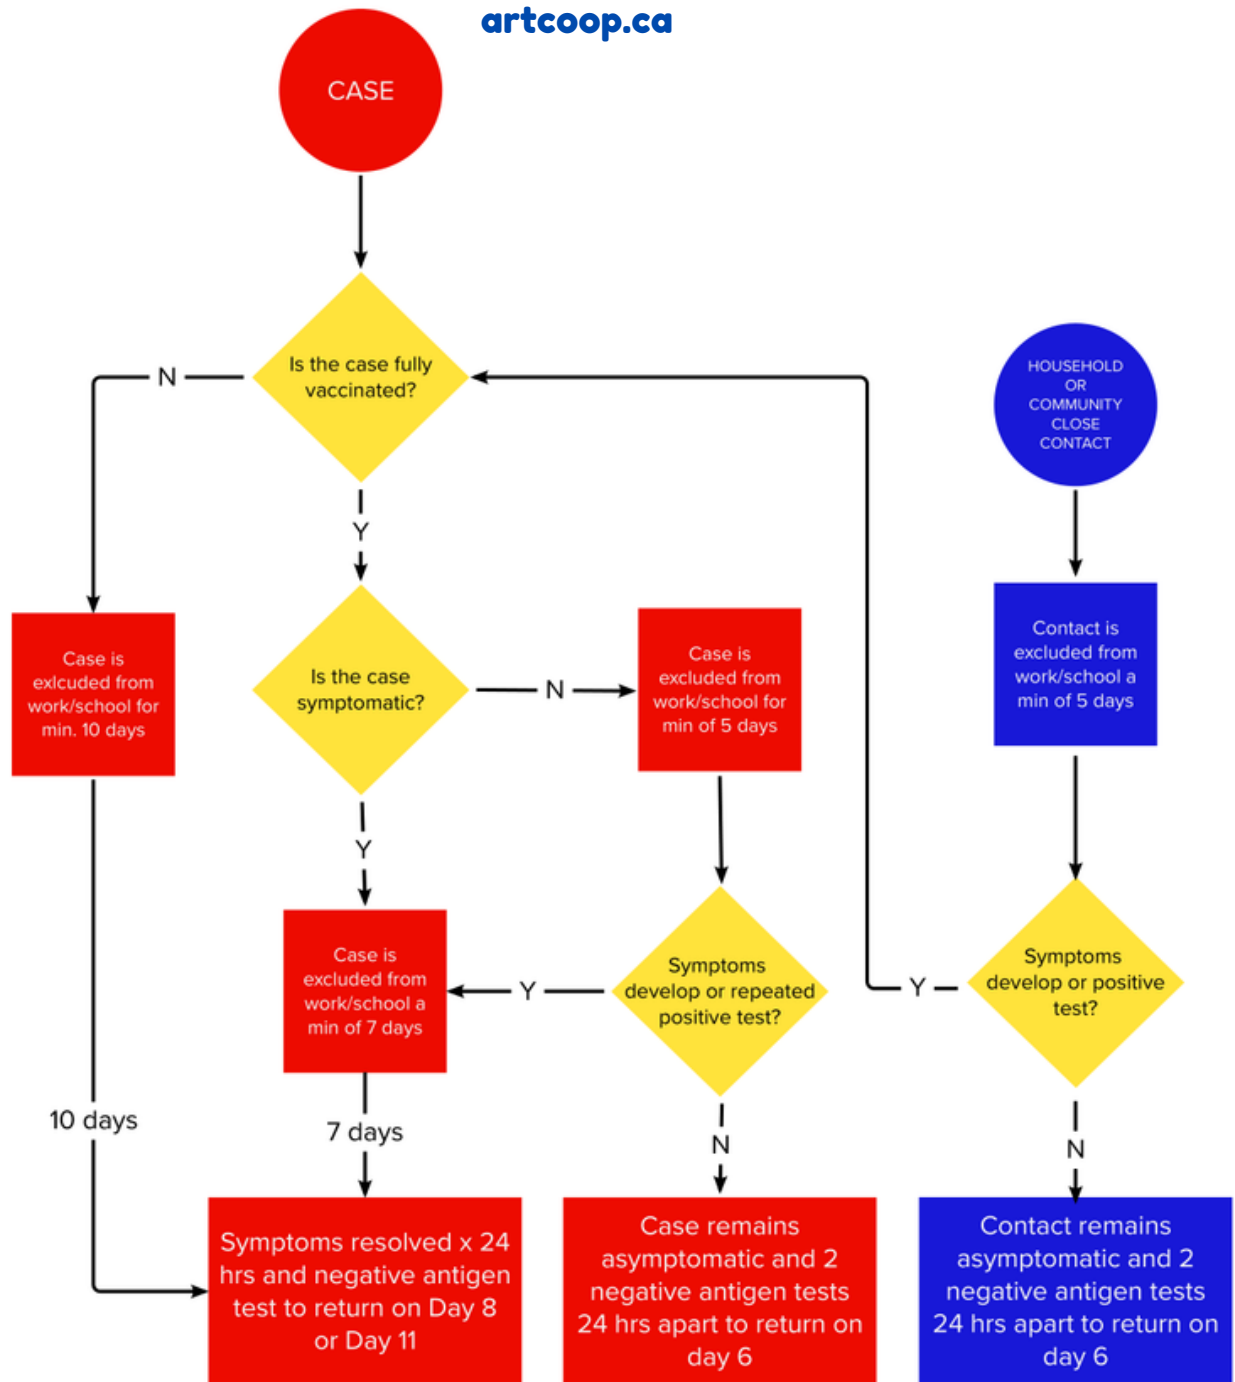 artcoop.ca
CASE
Is the case fully
vaccinated?
N
HOUSEHOLD
OR
COMMUNITY
CLOSE
CONTACT
Y
Case is
exlcuded from
work/school for
min. 10 days
Is the case
symptomatic?
N
Case is
excluded from
work/school for
min of 5 days
Contact is
excluded from
work/school a
min of 5 days
Y
Case is
excluded from
work/school a
min of 7 days
Y
Symptoms
develop or repeated
positive test?
Y
Symptoms
develop or positive
test?
10 days
7 days
N
N
Symptoms resolved x 24
hrs and negative antigen
test to return on Day 8
or Day 11
Case remains
asymptomatic and 2
negative antigen tests
24 hrs apart to return on
day 6
Contact remains
asymptomatic and 2
negative antigen tests
24 hrs apart to return on
day 6